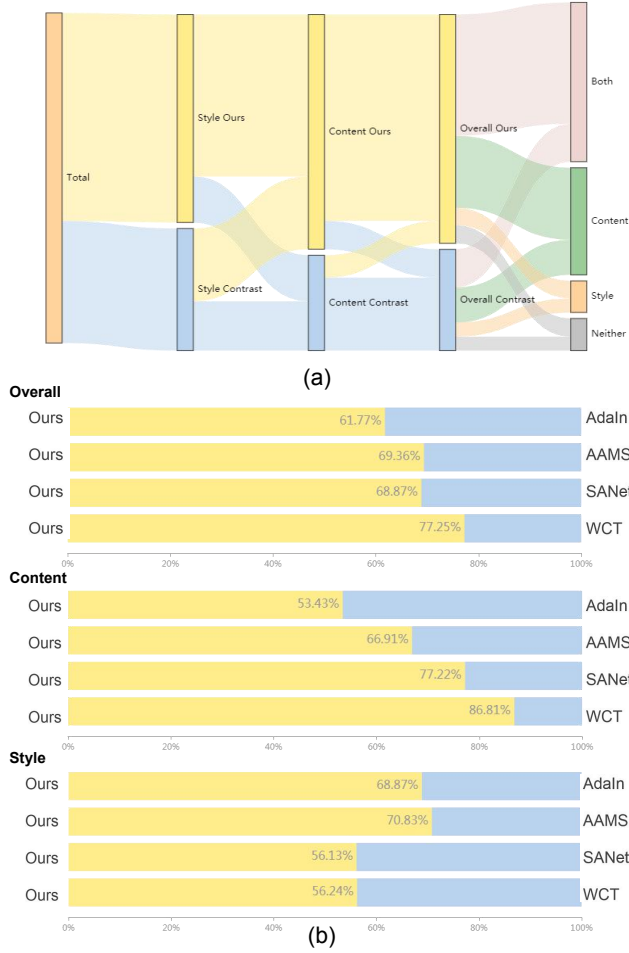 Total
Style Ours
Style Contrast
Content Ours
Content Contrast
Overall Ours
Overall Contrast
Both
Content
Style
Neither
(a)
Overall
Ours 61.77% AdaIn
Ours 69.36% AAMS
Ours 68.87% SANet
Ours 77.25% WCT
0% 20% 40% 60% 80% 100%
Content
Ours 53.43% AdaIn
Ours 66.91% AAMS
Ours 77.22% SANet
Ours 86.81% WCT
0% 20% 40% 60% 80% 100%
Style
Ours 68.87% AdaIn
Ours 70.83% AAMS
Ours 56.13% SANet
Ours 56.24% WCT
0% 20% 40% 60% 80% 100%
(b)